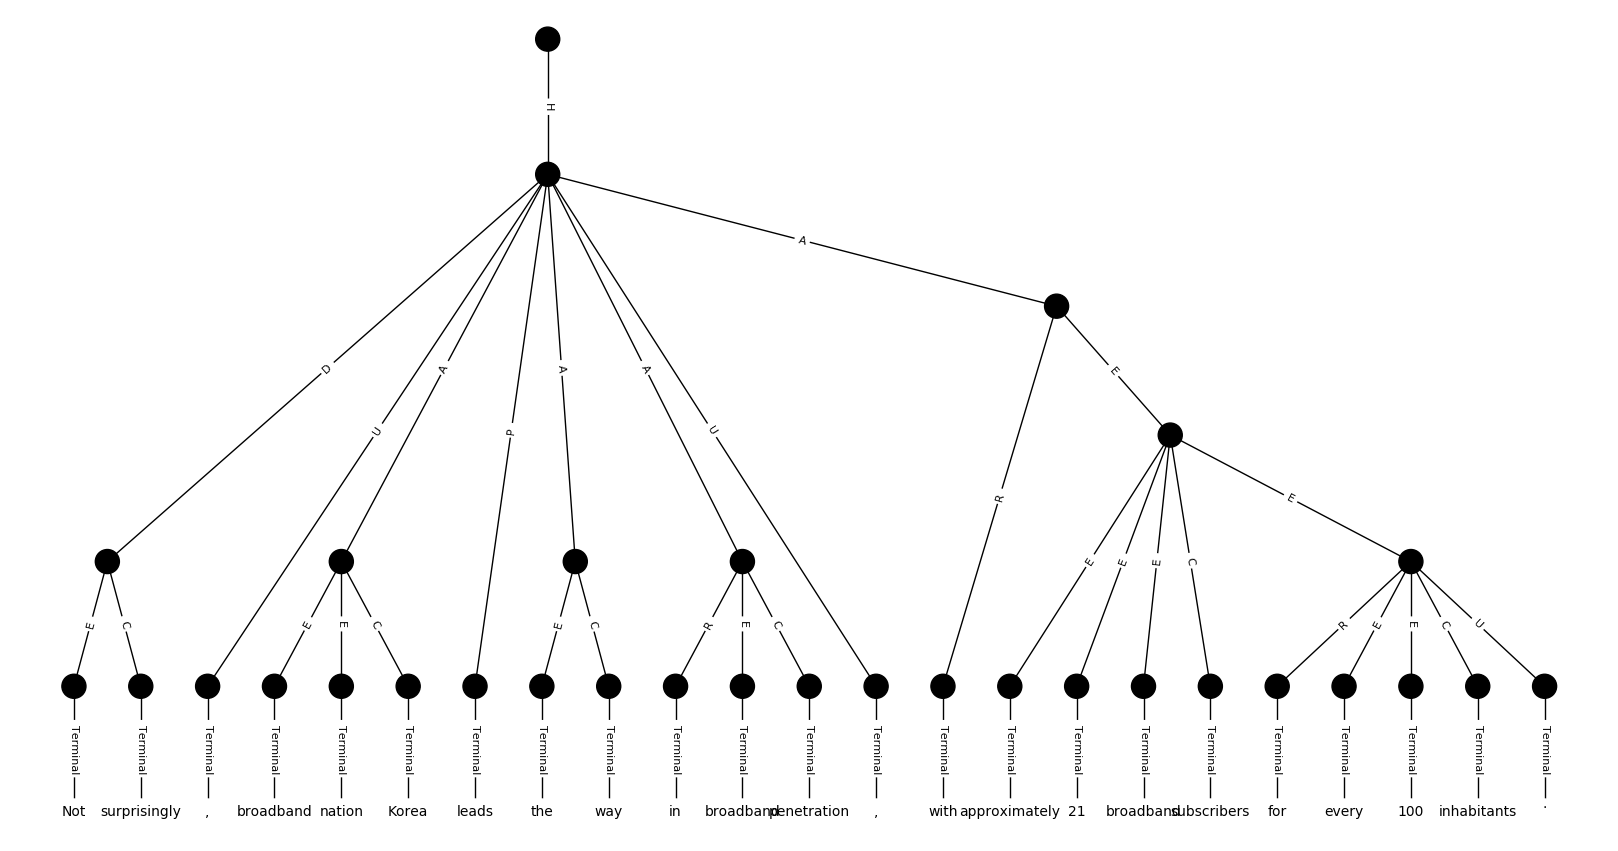 H
A
D
A
A
A
E
U
P
U
R
E
E
E
E
E
C
E
C
E
E
C
E
C
R
E
C
R
E
E
C
U
Terminal Terminal Terminal Terminal Terminal Terminal Terminal Terminal Terminal Terminal Terminal Terminal Terminal Terminal Terminal Terminal Terminal Terminal Terminal Terminal Terminal Terminal Terminal
Not surprisingly , broadband nation Korea leads the way in broadband penetration , with approximately 21 broadband subscribers for every 100 inhabitants .